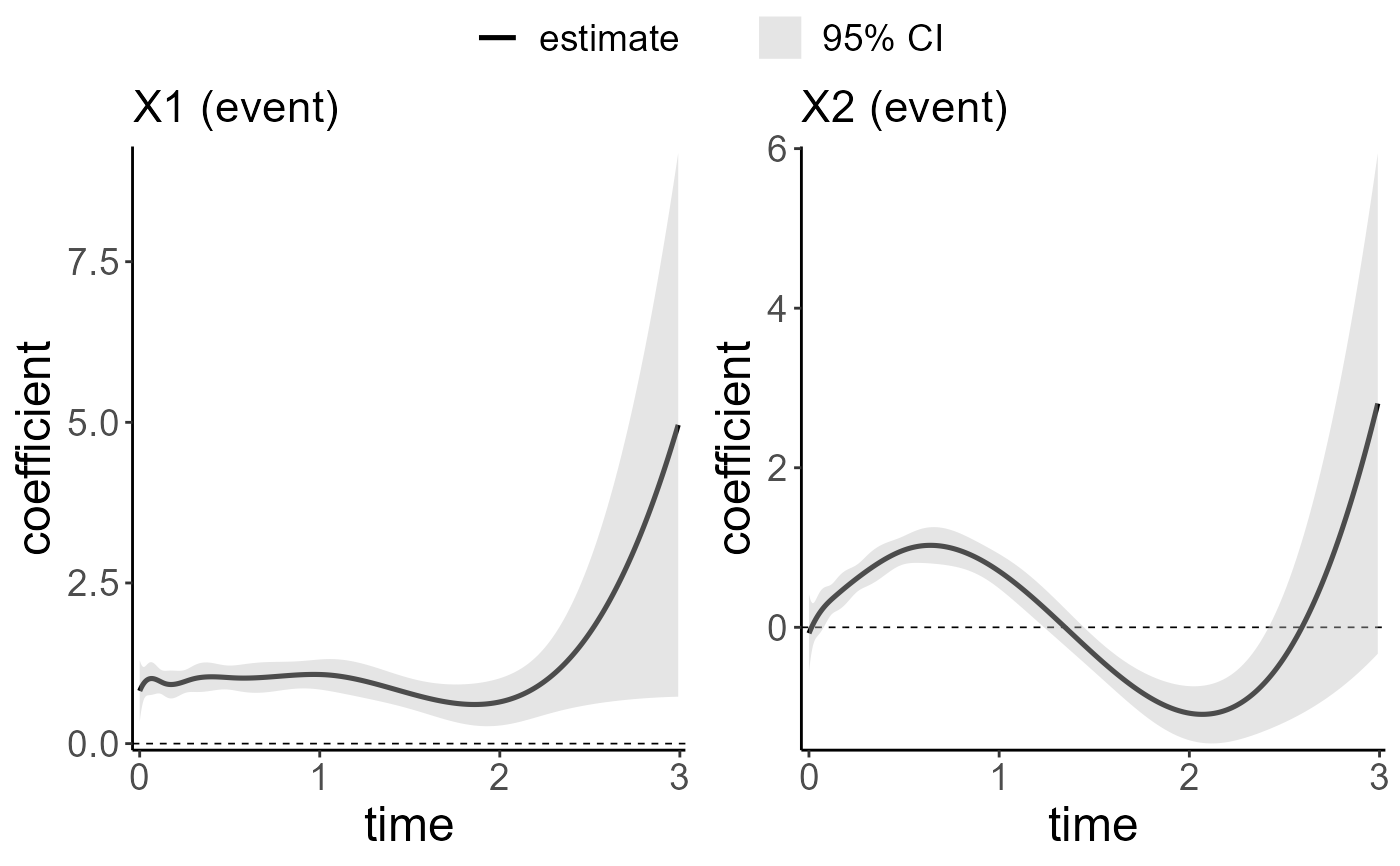 estimate 95% CI
X1 (event)
coefficient
7.5
5.0
2.5
0.0
0 1 2 3
time
X2 (event)
coefficient
6
4
2
0
0 1 2 3
time